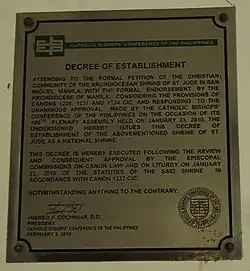 CATHOLIC BISHOPS' CONFERENCE OF THE PHILIPPINES
DECREE OF ESTABLISHMENT
ATTENDING TO THE FORMAL PETITION OF THE CHRISTIAN
COMMUNITY OF THE ARCHDIOCESAN SHRINE OF ST. JUDE IN SAN
MIGUEL, MANILA, WITH THE FORMAL ENDORSEMENT BY THE
ARCHDIOCESE OF MANILA; CONSIDERING THE PROVISIONS OF
CANONS 1230, 1231 AND 1234 CIC; AND RESPONDING TO THE
UNANIMOUS APPROVAL MADE BY THE CATHOLIC BISHOPS'
CONFERENCE OF THE PHILIPPINES ON THE OCCASION OF ITS
100TH PLENARY ASSEMBLY HELD ON JANUARY 23, 2010, THE
UNDERSIGNED HEREBY ISSUES THIS DECREE OF
ESTABLISHMENT OF THE ABOVEMENTIONED SHRINE OF ST.
JUDE AS A NATIONAL SHRINE.
THIS DECREE IS HEREBY EXECUTED FOLLOWING THE REVIEW
AND CONSEQUENT APPROVAL BY THE EPISCOPAL
COMMISSIONS ON CANON LAW AND ON LITURGY ON JANUARY
22, 2010 OF THE STATUTES OF THE SAID SHRINE IN
ACCORDANCE WITH CANON 1232 CIC.
NOTWITHSTANDING ANYTHING TO THE CONTRARY.
+NEREO P. ODCHIMAR, D.D.
PRESIDENT
CATHOLIC BISHOPS' CONFERENCE OF THE PHILIPPINES
FEBRUARY 3, 2010